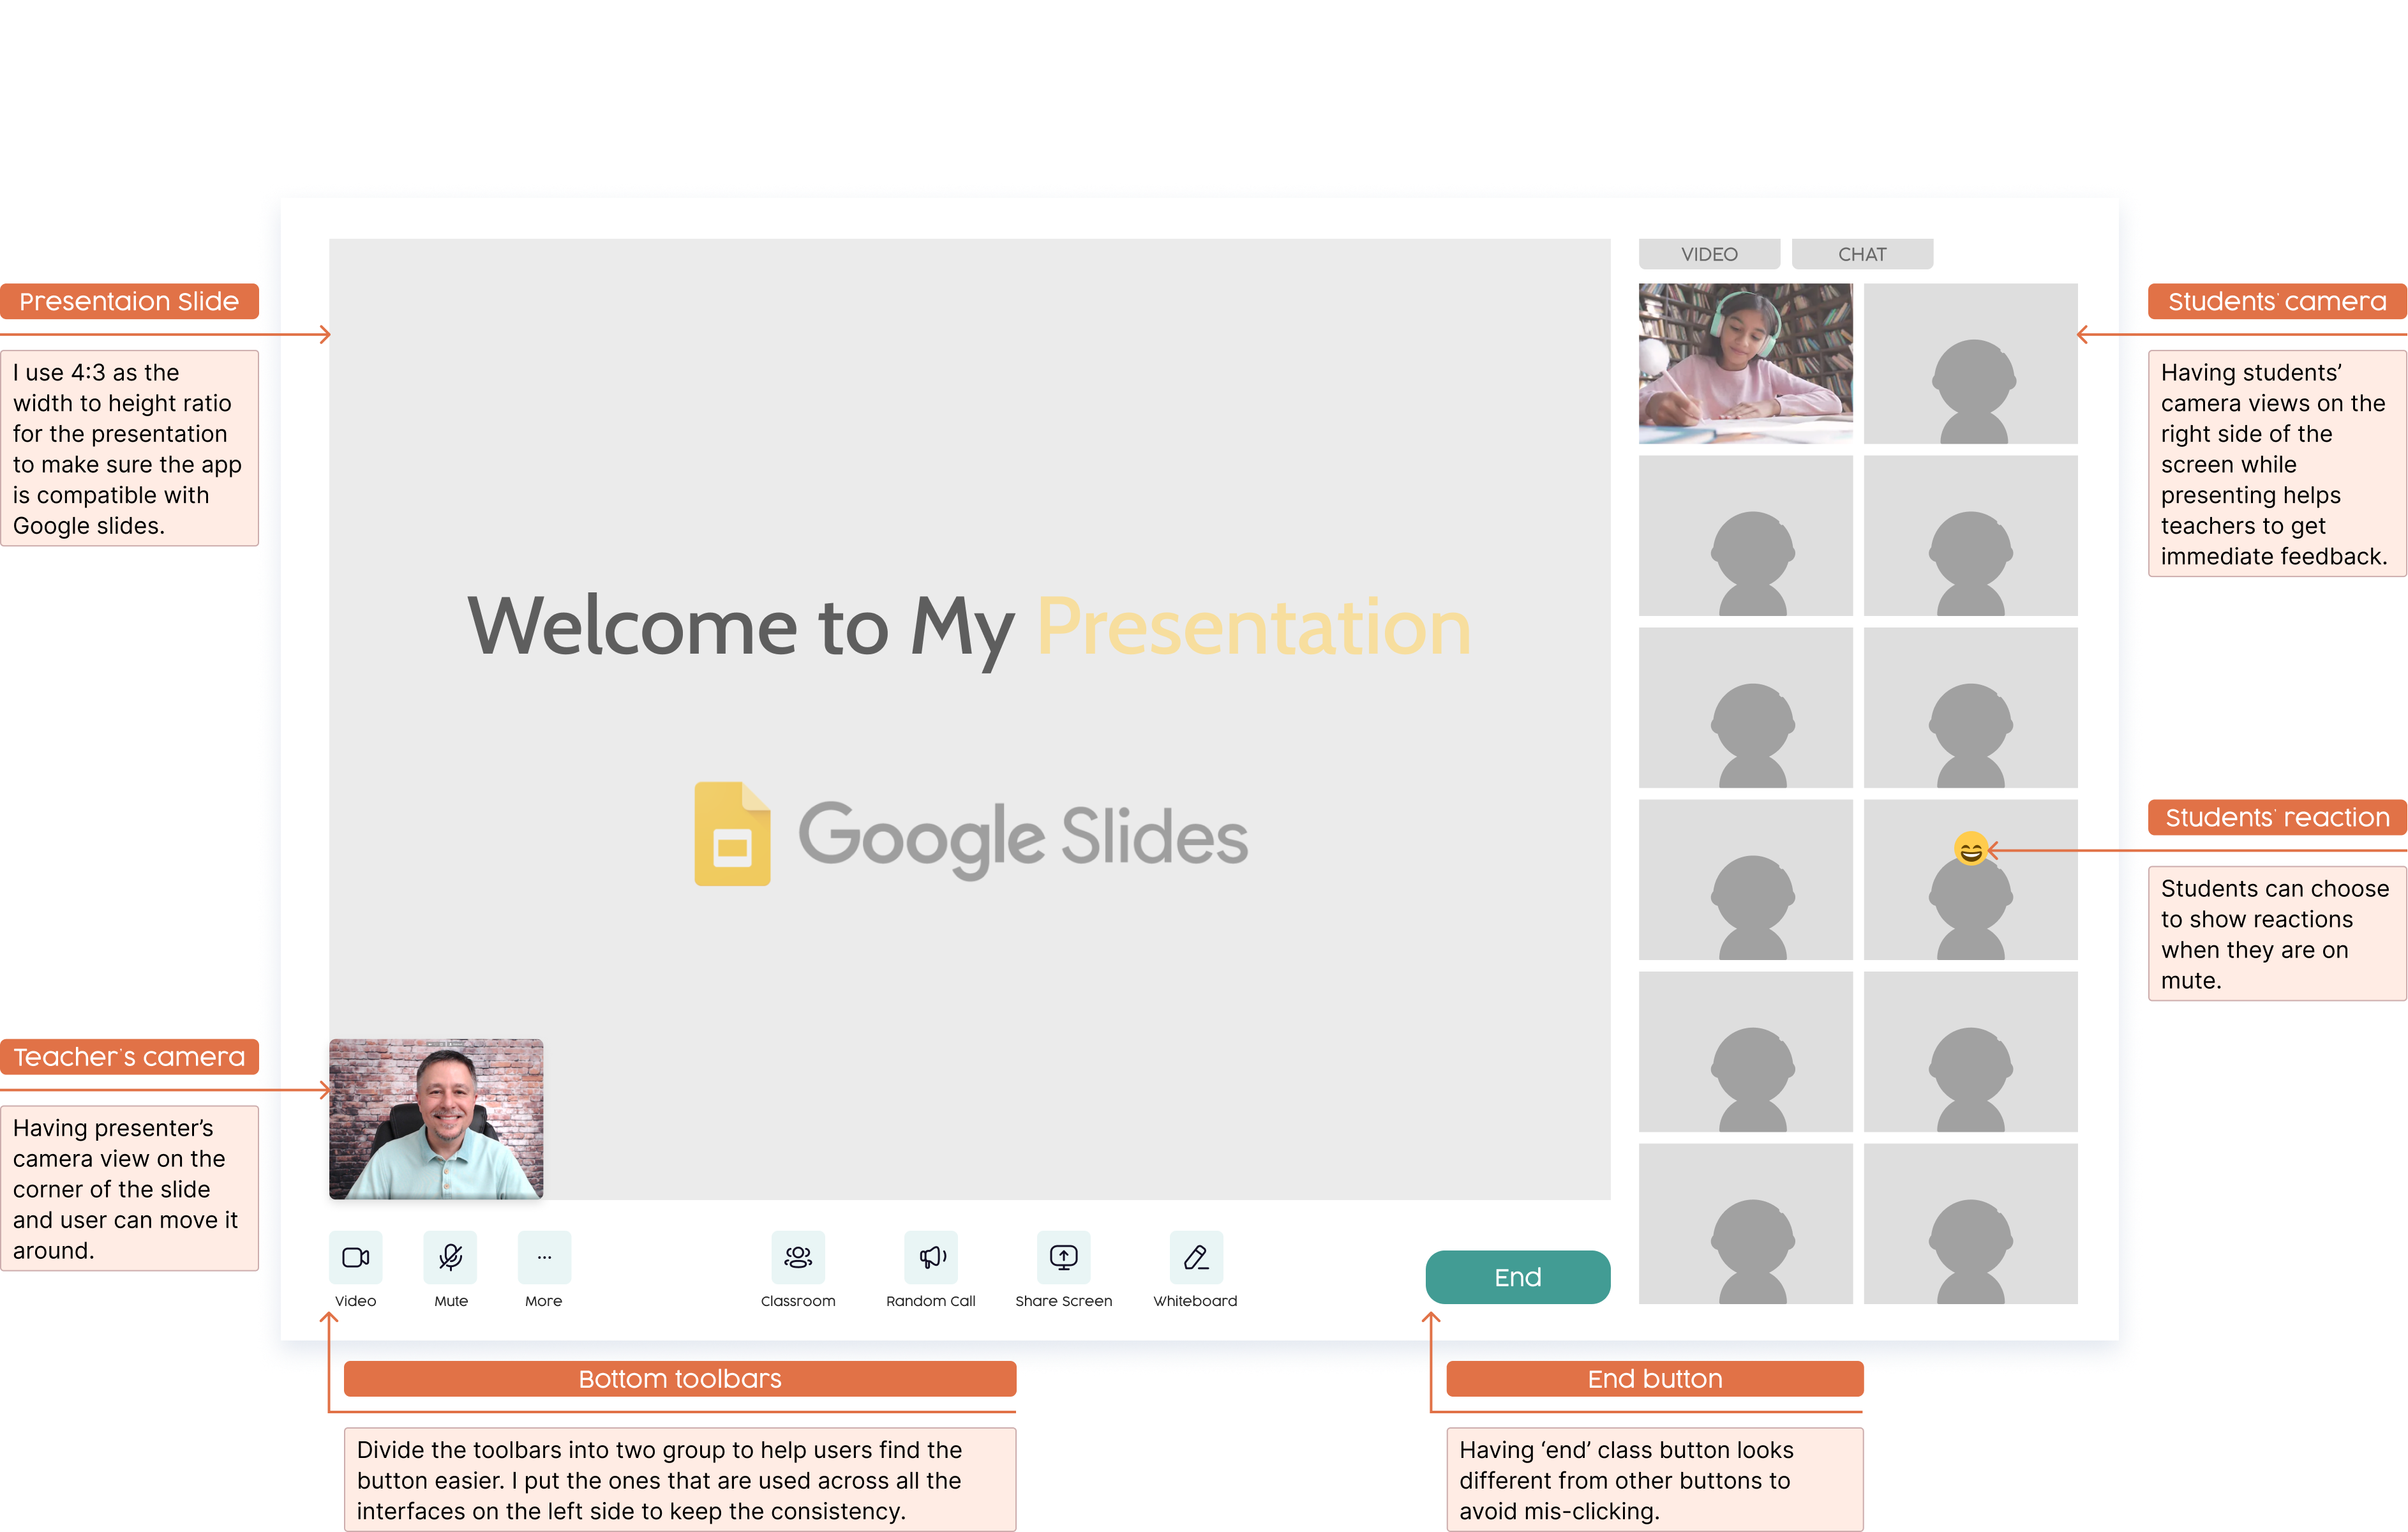 VIDEO
CHAT
Presentaion Slide
I use 4:3 as the
width to height ratio
for the presentation
to make sure the app
is compatible with
Google slides.
Students' camera
Having students’
camera views on the
right side of the
screen while
presenting helps
teachers to get
immediate feedback.
Welcome to My Presentation
Google Slides
Students' reaction
Students can choose
to show reactions
when they are on
mute.
Teacher's camera
Having presenter’s
camera view on the
corner of the slide
and user can move it
around.
Video
Mute
More
Classroom
Random Call
Share Screen
Whiteboard
End
Bottom toolbars
Divide the toolbars into two group to help users find the
button easier. I put the ones that are used across all the
interfaces on the left side to keep the consistency.
End button
Having ‘end’ class button looks
different from other buttons to
avoid mis-clicking.